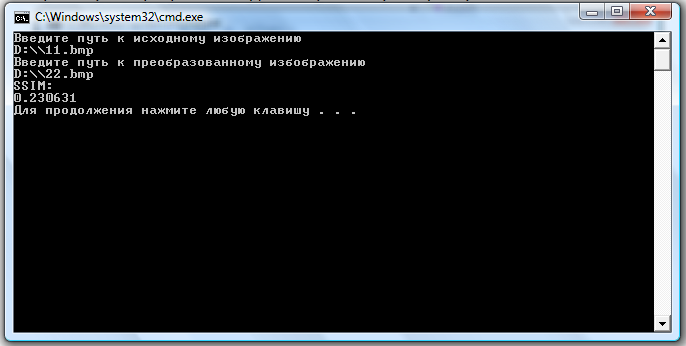 C:\Windows\system32\cmd.exe
Введите путь к исходному изображению
D:\\11.bmp
Введите путь к преобразованному избображению
D:\\22.bmp
SSIM:
0.230631
Для продолжения нажмите любую клавишу . . .